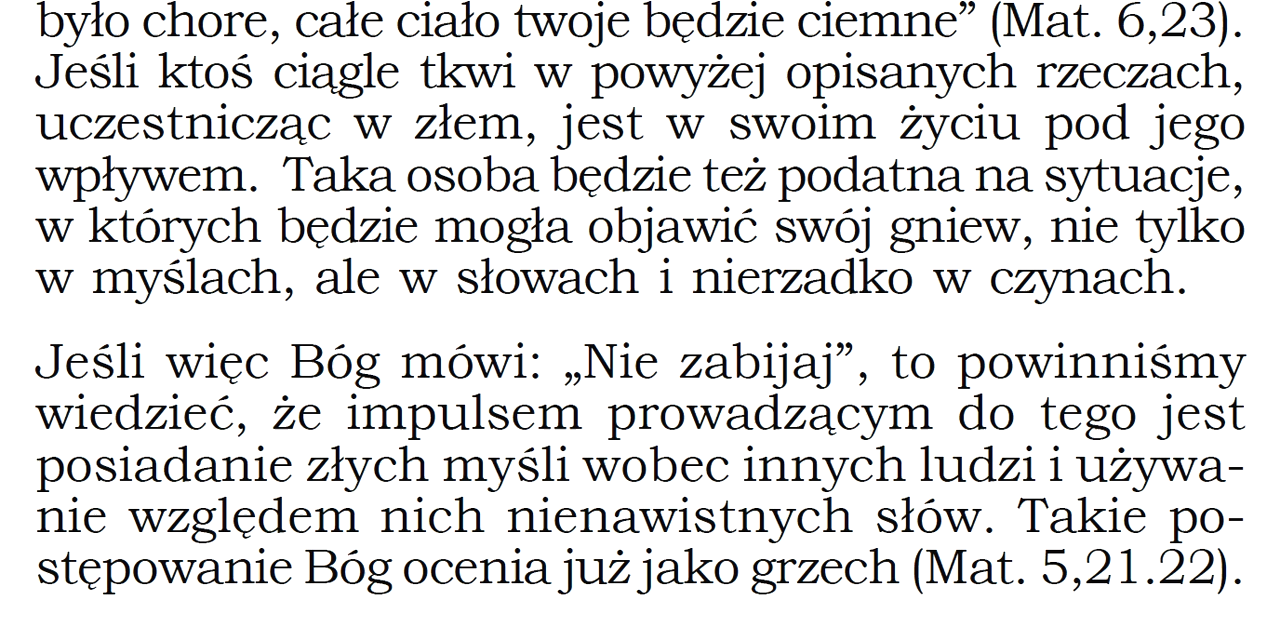 było chore, całe ciało twoje będzie ciemne” (Mat. 6,23).
Jeśli ktoś ciągle tkwi w powyżej opisanych rzeczach,
uczestnicząc w złem, jest w swoim życiu pod jego
wpływem. Taka osoba będzie też podatna na sytuacje,
w których będzie mogła objawić swój gniew, nie tylko
w myślach, ale w słowach i nierzadko w czynach.
Jeśli więc Bóg mówi: „Nie zabijaj”, to powinniśmy
wiedzieć, że impulsem prowadzącym do tego jest
posiadanie złych myśli wobec innych ludzi i używa-
nie względem nich nienawistnych słów. Takie po-
stępowanie Bóg ocenia już jako grzech (Mat. 5,21.22).